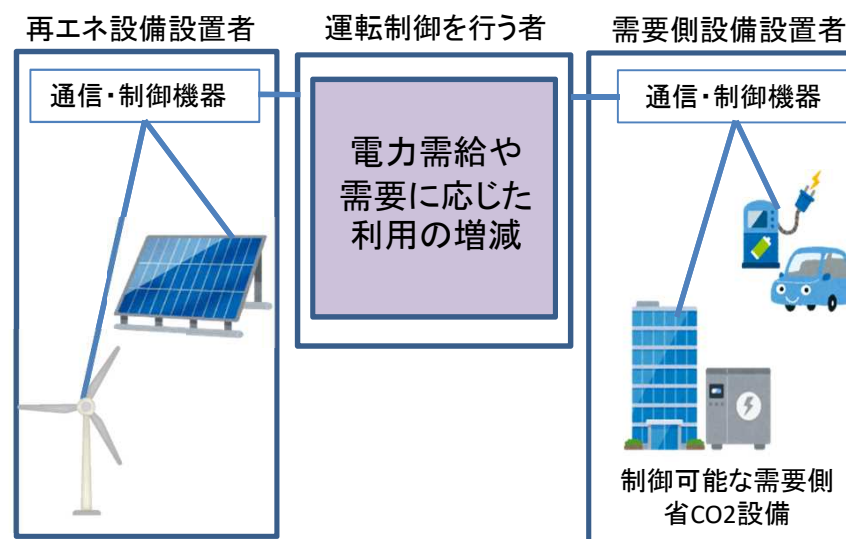 再エネ設備設置者
運転制御を行う者
需要側設備設置者
通信・制御機器
電力需給や
需要に応じた
利用の増減
通信・制御機器
制御可能な需要側
省CO2設備